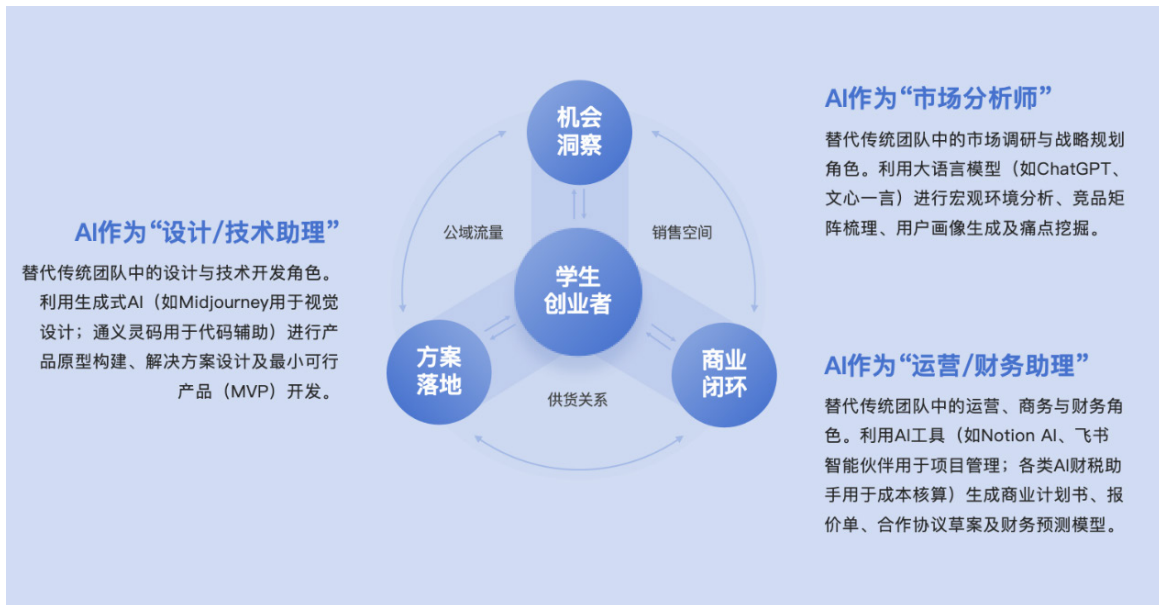 机会
洞察
公域流量
销售空间
学生
创业者
方案
落地
商业
闭环
供货关系
AI作为“设计/技术助理”
替代传统团队中的设计与技术开发角色。
利用生成式AI（如Midjourney用于视觉
设计；通义灵码用于代码辅助）进行产
品原型构建、解决方案设计及最小可行
产品（MVP）开发。
AI作为“市场分析师”
替代传统团队中的市场调研与战略规划
角色。利用大语言模型（如ChatGPT、
文心一言）进行宏观环境分析、竞品矩
阵梳理、用户画像生成及痛点挖掘。
AI作为“运营/财务助理”
替代传统团队中的运营、商务与财务角
色。利用AI工具（如Notion AI、飞书
智能伙伴用于项目管理；各类AI财税助
手用于成本核算）生成商业计划书、报
价单、合作协议草案及财务预测模型。